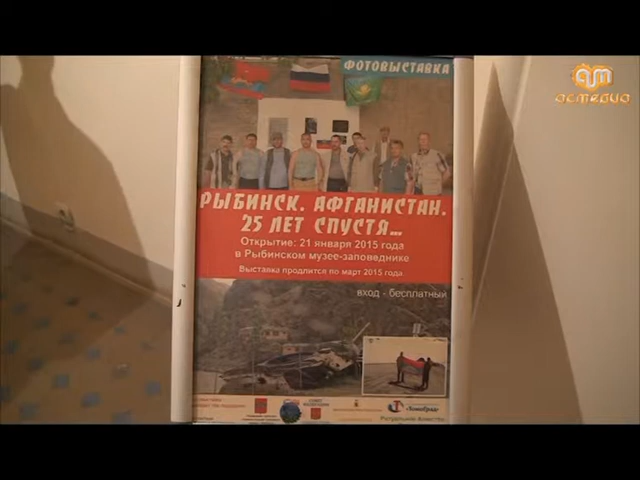 ФОТОВЫСТАВКА
астедиа
РЫБИНСК. АФГАНИСТАН.
25 ЛЕТ СПУСТЯ...
Открытие: 21 января 2015 года
в Рыбинском музее-заповеднике
Выставка продлится по март 2015 года
вход - бесплатный